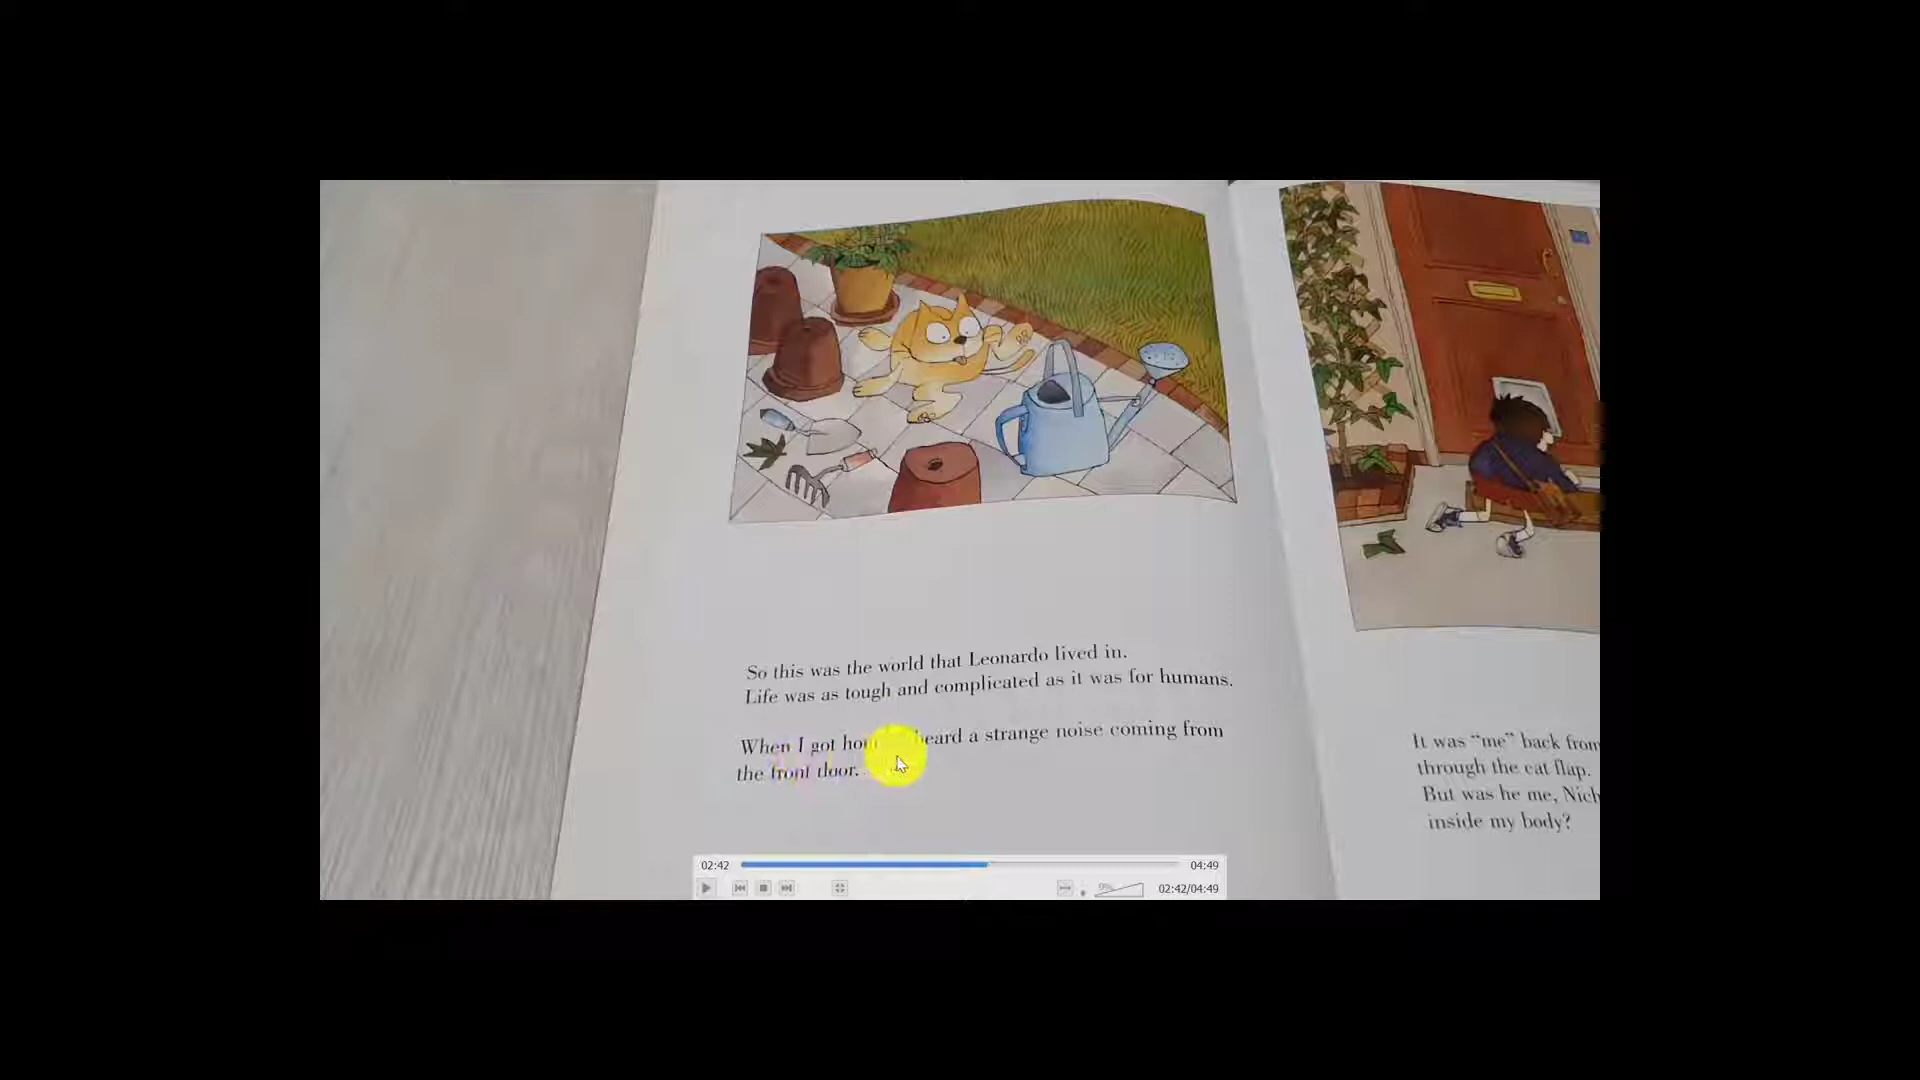 So this was the world that Leonardo lived in.
Life was as tough and complicated as it was for humans.
When I got heard a strange noise coming from
the front door.
It was “me” back from
through the cat flap.
But was he me,
inside my body?
02:42
04:49
0%
02:42/04:49